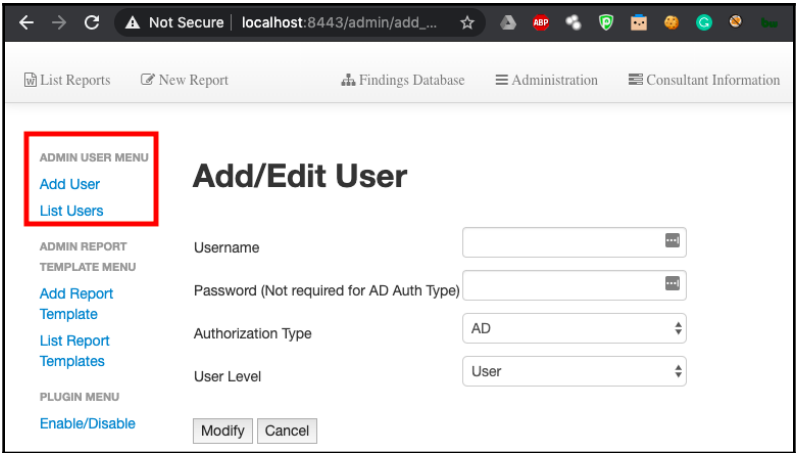 Not Secure | localhost:8443/admin/add_...
ABP
List Reports New Report Findings Database Administration Consultant Information
ADMIN USER MENU
Add User
List Users
ADMIN REPORT
TEMPLATE MENU
Add Report
Template
List Report
Templates
PLUGIN MENU
Enable/Disable
Add/Edit User
Username
Password (Not required for AD Auth Type)
Authorization Type AD
User Level User
Modify Cancel